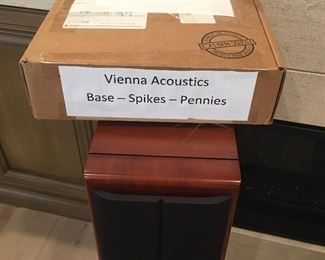 Vienna Acoustics
Base – Spikes – Pennies